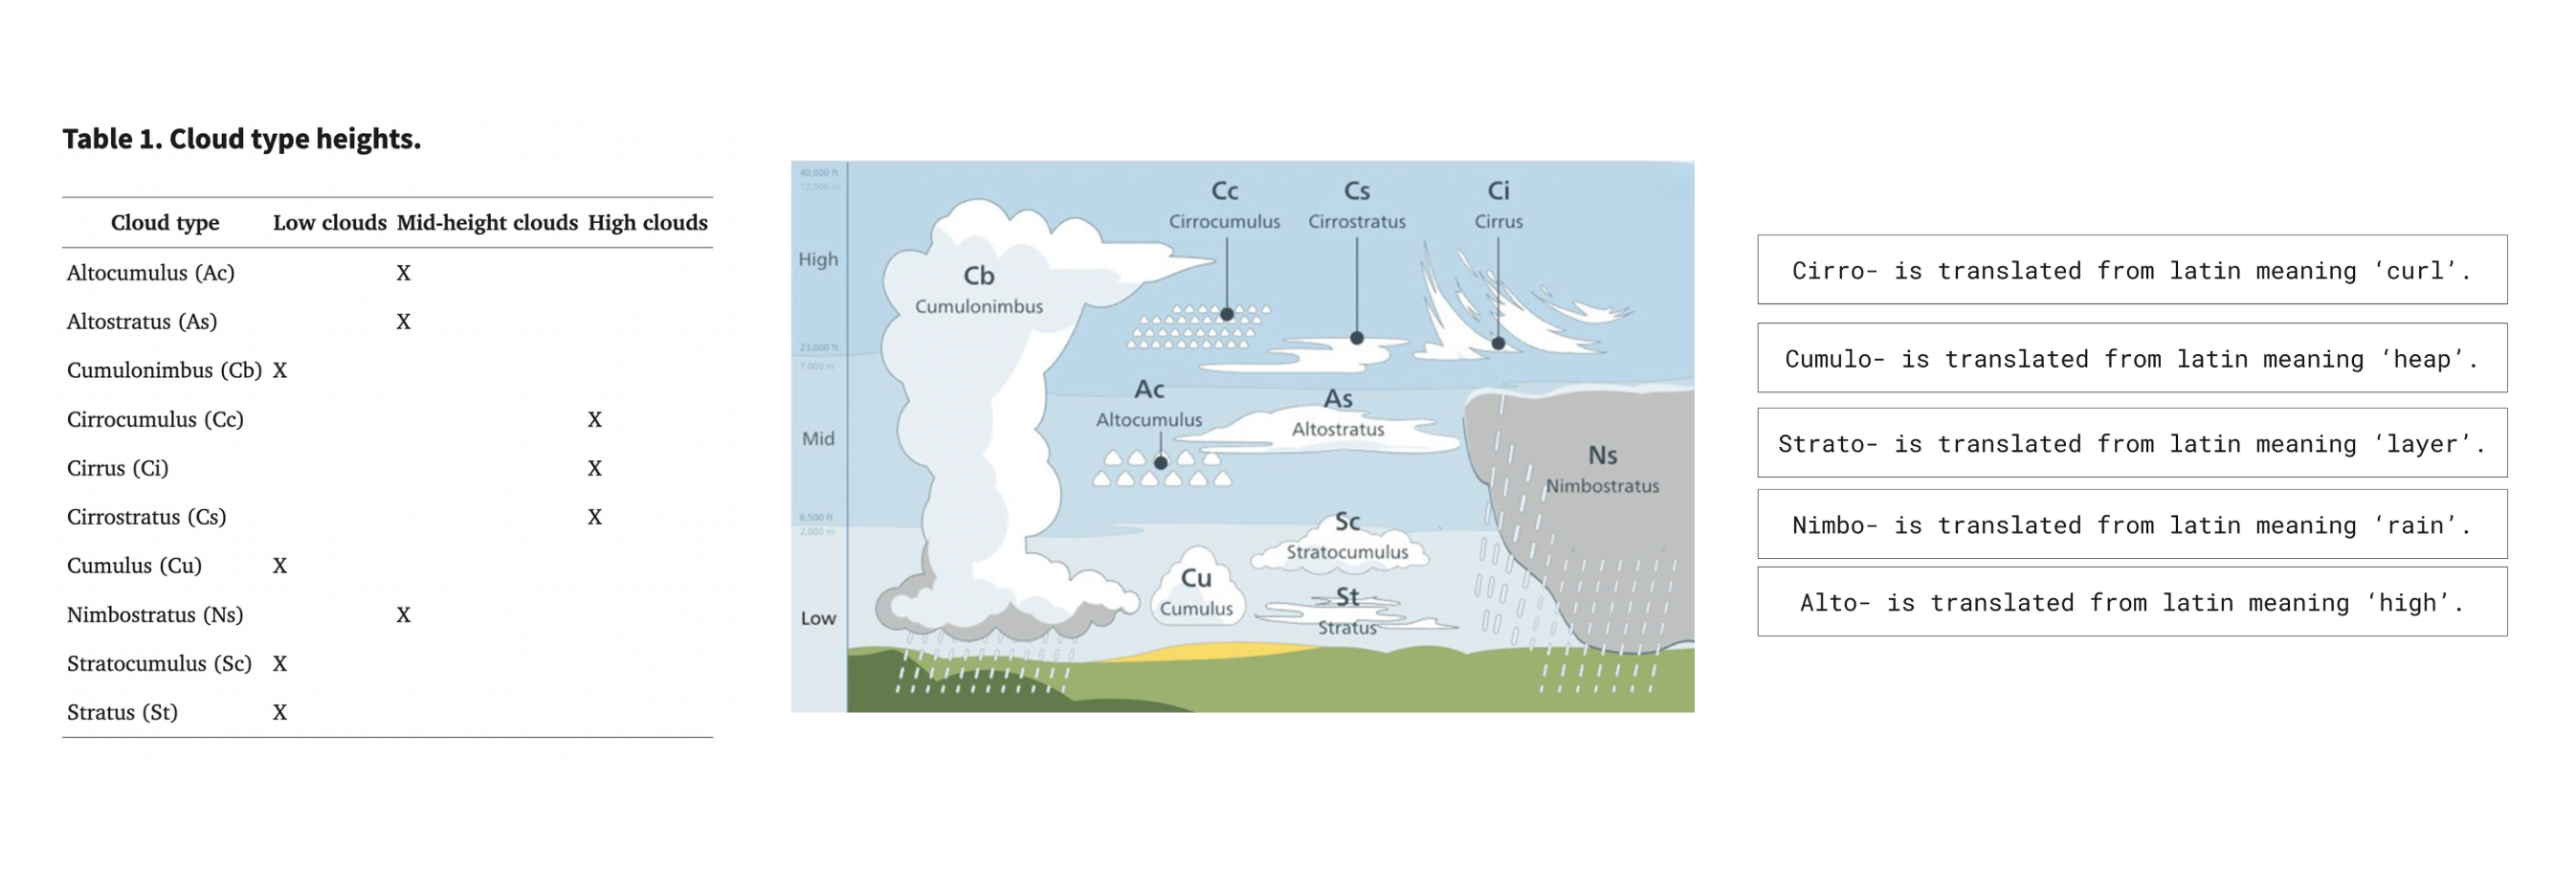 Table 1. Cloud type heights.
Cloud type Low clouds Mid-height clouds High clouds
Altocumulus (Ac) X
Altostratus (As) X
Cumulonimbus (Cb) X
Cirrocumulus (Cc) X
Cirrus (Ci) X
Cirrostratus (Cs) X
Cumulus (Cu) X
Nimbostratus (Ns) X
Stratocumulus (Sc) X
Stratus (St) X
40,000 ft
12,000 m
High
23,000 ft
7,000 m
Mid
6,500 ft
2,000 m
Low
Cb
Cumulonimbus
Cc
Cirrocumulus
Cs
Cirrostratus
Ci
Cirrus
Ac
Altocumulus
As
Altostratus
Ns
Nimbostratus
Sc
Stratocumulus
Cu
Cumulus
St
Stratus
Cirro- is translated from latin meaning ‘curl’.
Cumulo- is translated from latin meaning ‘heap’.
Strato- is translated from latin meaning ‘layer’.
Nimbo- is translated from latin meaning ‘rain’.
Alto- is translated from latin meaning ‘high’.